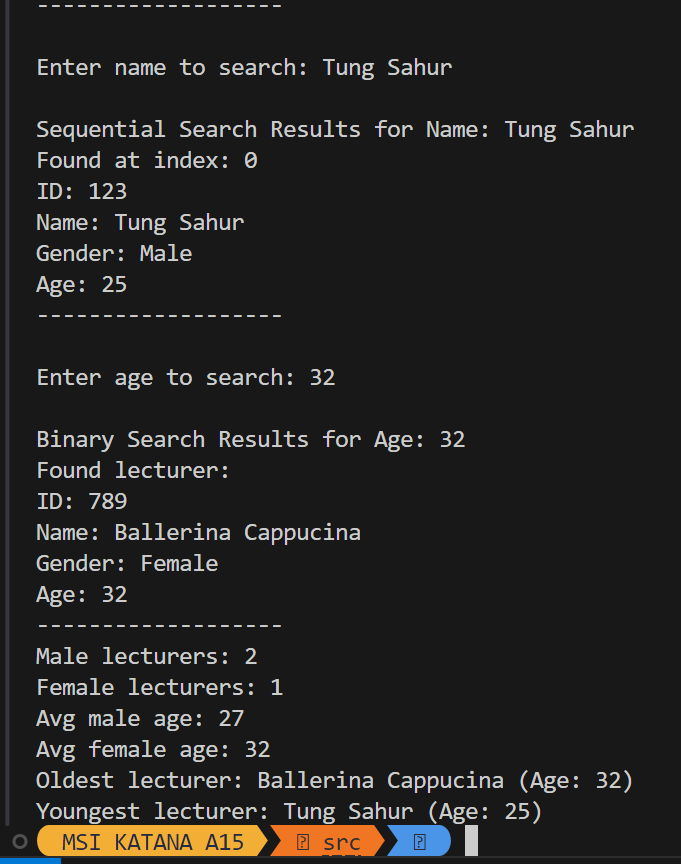 -------------------
Enter name to search: Tung Sahur
Sequential Search Results for Name: Tung Sahur
Found at index: 0
ID: 123
Name: Tung Sahur
Gender: Male
Age: 25
-------------------
Enter age to search: 32
Binary Search Results for Age: 32
Found lecturer:
ID: 789
Name: Ballerina Cappucina
Gender: Female
Age: 32
-------------------
Male lecturers: 2
Female lecturers: 1
Avg male age: 27
Avg female age: 32
Oldest lecturer: Ballerina Cappucina (Age: 32)
Youngest lecturer: Tung Sahur (Age: 25)
MSI KATANA A15 src